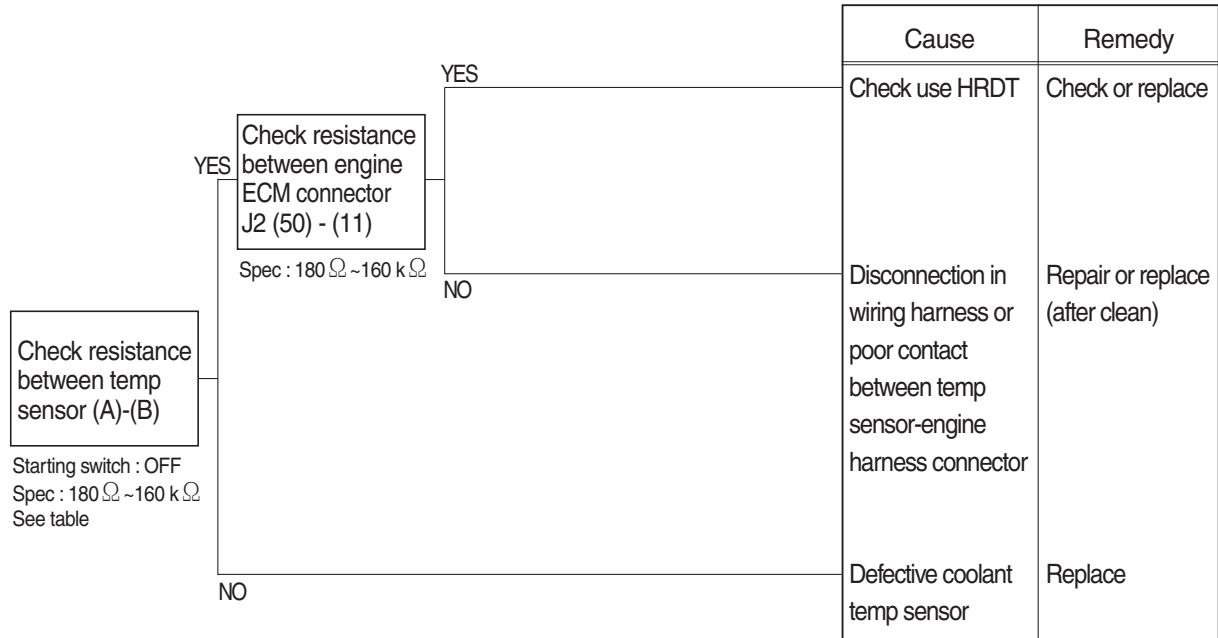 Cause
Remedy
YES
Check use HRDT
Check or replace
Check resistance
between engine
ECM connector
J2 (50) - (11)
YES
Spec : 180 Ω ~160 k Ω
NO
Disconnection in
wiring harness or
poor contact
between temp
sensor-engine
harness connector
Repair or replace
(after clean)
Check resistance
between temp
sensor (A)-(B)
Starting switch : OFF
Spec : 180 Ω ~160 k Ω
See table
NO
Defective coolant
temp sensor
Replace